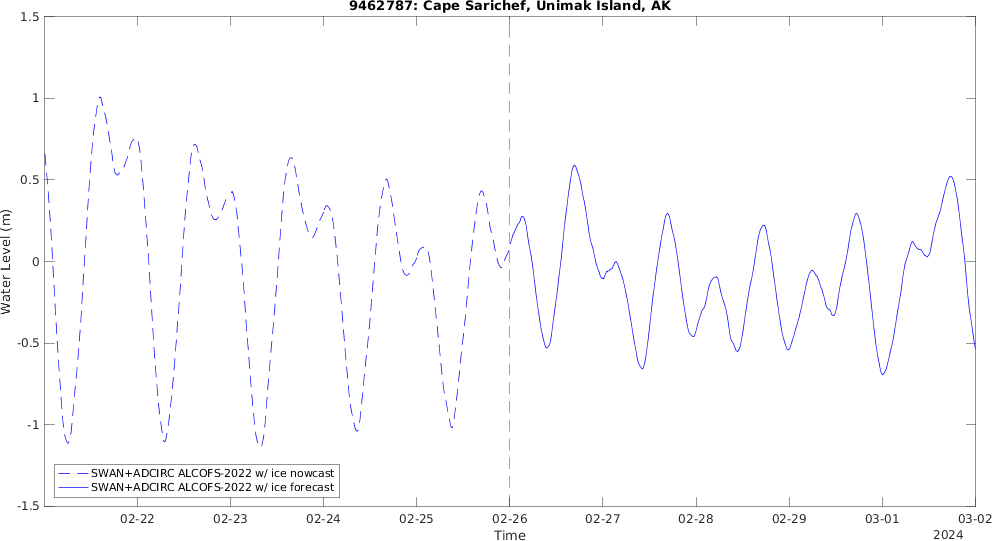 9462787: Cape Sarichef, Unimak Island, AK
1.5
1
0.5
0
-0.5
-1
-1.5
Water Level (m)
SWAN+ADCIRC ALCOFS-2022 w/ ice nowcast
SWAN+ADCIRC ALCOFS-2022 w/ ice forecast
02-22 02-23 02-24 02-25 02-26 02-27 02-28 02-29 03-01 03-02
Time
2024